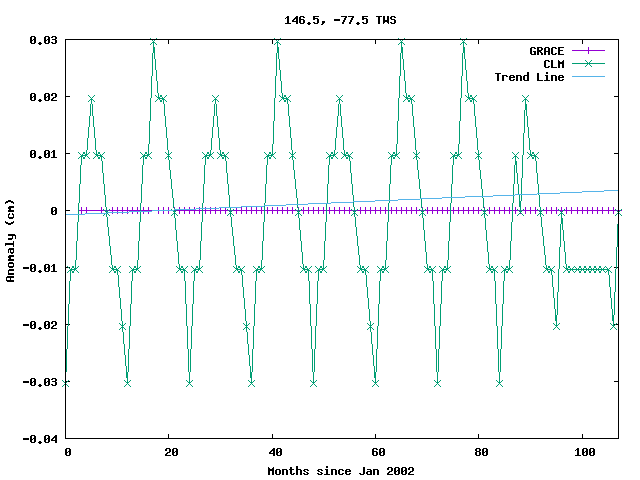 146.5, -77.5 TWS
GRACE
CLM
Trend Line
0.03
0.02
0.01
0
-0.01
-0.02
-0.03
-0.04
Anomaly (cm)
0 20 40 60 80 100
Months since Jan 2002